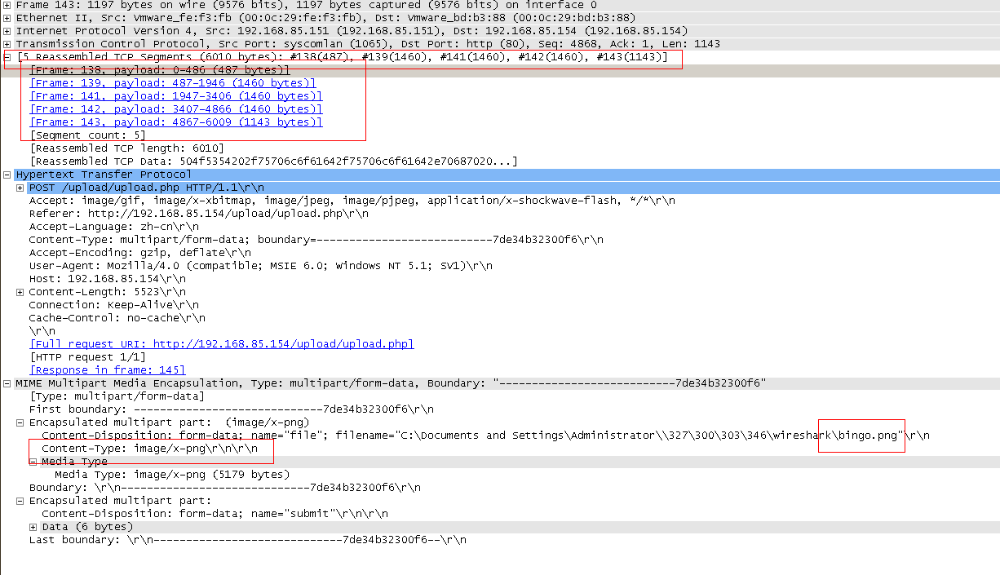 Frame 143: 1197 bytes on wire (9576 bits), 1197 bytes captured (9576 bits) on interface 0
Ethernet II, Src: Vmware_fe:f3:fb (00:0c:29:fe:f3:fb), Dst: Vmware_bd:b3:88 (00:0c:29:bd:b3:88)
Internet Protocol Version 4, Src: 192.168.85.151 (192.168.85.151), Dst: 192.168.85.154 (192.168.85.154)
Transmission Control Protocol, Src Port: syscomlan (1065), Dst Port: http (80), Seq: 4868, Ack: 1, Len: 1143
[5 Reassembled TCP Segments (6010 bytes): #138(487), #139(1460), #141(1460), #142(1460), #143(1143)]
[Frame: 138, payload: 0-486 (487 bytes)]
[Frame: 139, payload: 487-1946 (1460 bytes)]
[Frame: 141, payload: 1947-3406 (1460 bytes)]
[Frame: 142, payload: 3407-4866 (1460 bytes)]
[Frame: 143, payload: 4867-6009 (1143 bytes)]
[Segment count: 5]
[Reassembled TCP length: 6010]
[Reassembled TCP Data: 504f5354202f75706c6f61642f75706c6f61642e70687020...]
Hypertext Transfer Protocol
POST /upload/upload.php HTTP/1.1\r\n
Accept: image/gif, image/x-xbitmap, image/jpeg, image/pjpeg, application/x-shockwave-flash, */*\r\n
Referer: http://192.168.85.154/upload/upload.php\r\n
Accept-Language: zh-cn\r\n
Content-Type: multipart/form-data; boundary=---------------------------7de34b32300f6\r\n
Accept-Encoding: gzip, deflate\r\n
User-Agent: Mozilla/4.0 (compatible; MSIE 6.0; Windows NT 5.1; SV1)\r\n
Host: 192.168.85.154\r\n
Content-Length: 5523\r\n
Connection: Keep-Alive\r\n
Cache-Control: no-cache\r\n
\r\n
[Full request URI: http://192.168.85.154/upload/upload.php]
[HTTP request 1/1]
[Response in frame: 145]
MIME Multipart Media Encapsulation, Type: multipart/form-data, Boundary: "---------------------------7de34b32300f6"
[Type: multipart/form-data]
First boundary: -----------------------------7de34b32300f6\r\n
Encapsulated multipart part:  (image/x-png)
Content-Disposition: form-data; name="file"; filename="C:\Documents and Settings\Administrator\\327\300\303\346\wireshark\bingo.png"\r\n
Content-Type: image/x-png\r\n\r\n
Media Type
Media Type: image/x-png (5179 bytes)
Boundary: \r\n-----------------------------7de34b32300f6\r\n
Encapsulated multipart part:
Content-Disposition: form-data; name="submit"\r\n\r\n
Data (6 bytes)
Last boundary: \r\n-----------------------------7de34b32300f6--\r\n